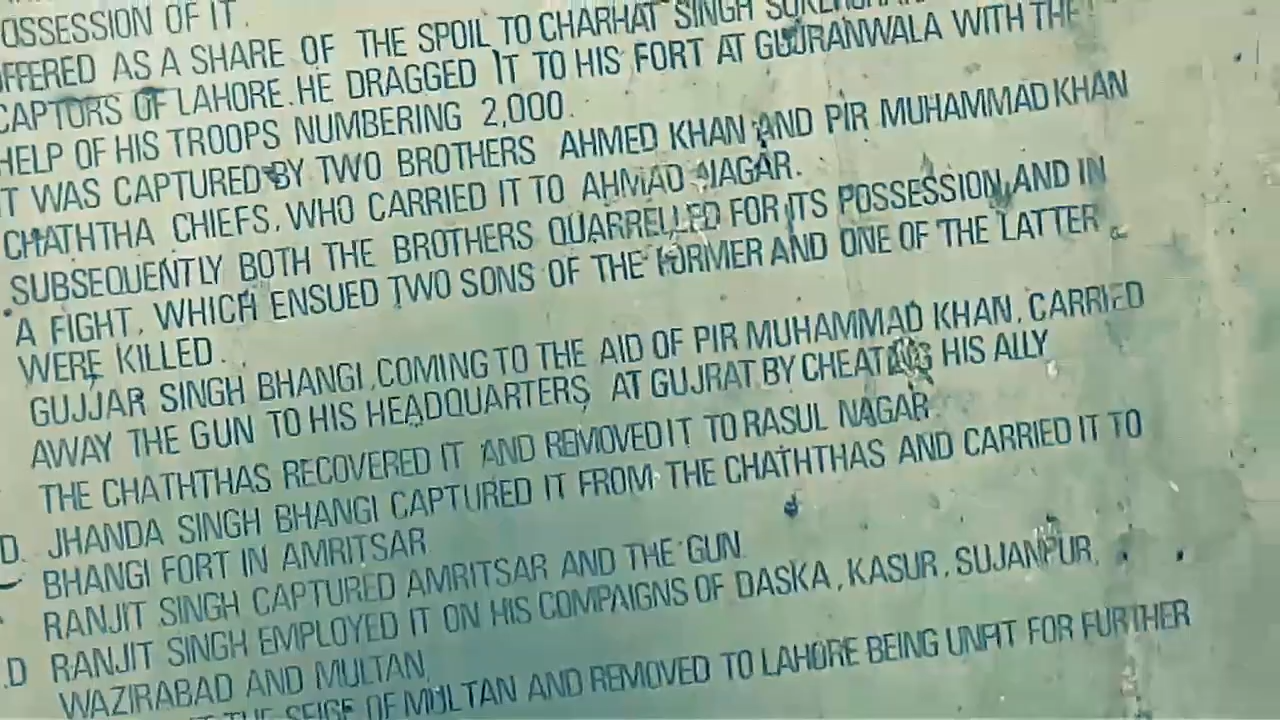 OSSESSION OF IT.
FFERED AS A SHARE OF THE SPOIL TO CHARHAT SINGH
CAPTORS OF LAHORE. HE DRAGGED IT TO HIS FORT AT GUJRANWALA WITH THE
HELP OF HIS TROOPS NUMBERING 2,000.
IT WAS CAPTURED BY TWO BROTHERS AHMED KHAN AND PIR MUHAMMAD KHAN
CHATHTHA CHIEFS, WHO CARRIED IT TO AHMAD NAGAR.
SUBSEQUENTLY BOTH THE BROTHERS QUARRELLED FOR ITS POSSESSION, AND IN
A FIGHT, WHICH ENSUED TWO SONS OF THE FORMER AND ONE OF THE LATTER
WERE KILLED.
GUJJAR SINGH BHANGI, COMING TO THE AID OF PIR MUHAMMAD KHAN, CARRIED
AWAY THE GUN TO HIS HEADQUARTERS, AT GUJRAT BY CHEATING HIS ALLY
THE CHATHTHAS RECOVERED IT AND REMOVED IT TO RASUL NAGAR
D. JHANDA SINGH BHANGI CAPTURED IT FROM THE CHATHTHAS AND CARRIED IT TO
BHANGI FORT IN AMRITSAR
RANJIT SINGH CAPTURED AMRITSAR AND THE GUN.
.D RANJIT SINGH EMPLOYED IT ON HIS COMPAIGNS OF DASKA, KASUR, SUJANPUR,
WAZIRABAD AND MULTAN,
THE SEIGE OF MULTAN AND REMOVED TO LAHORE BEING UNFIT FOR FURTHER